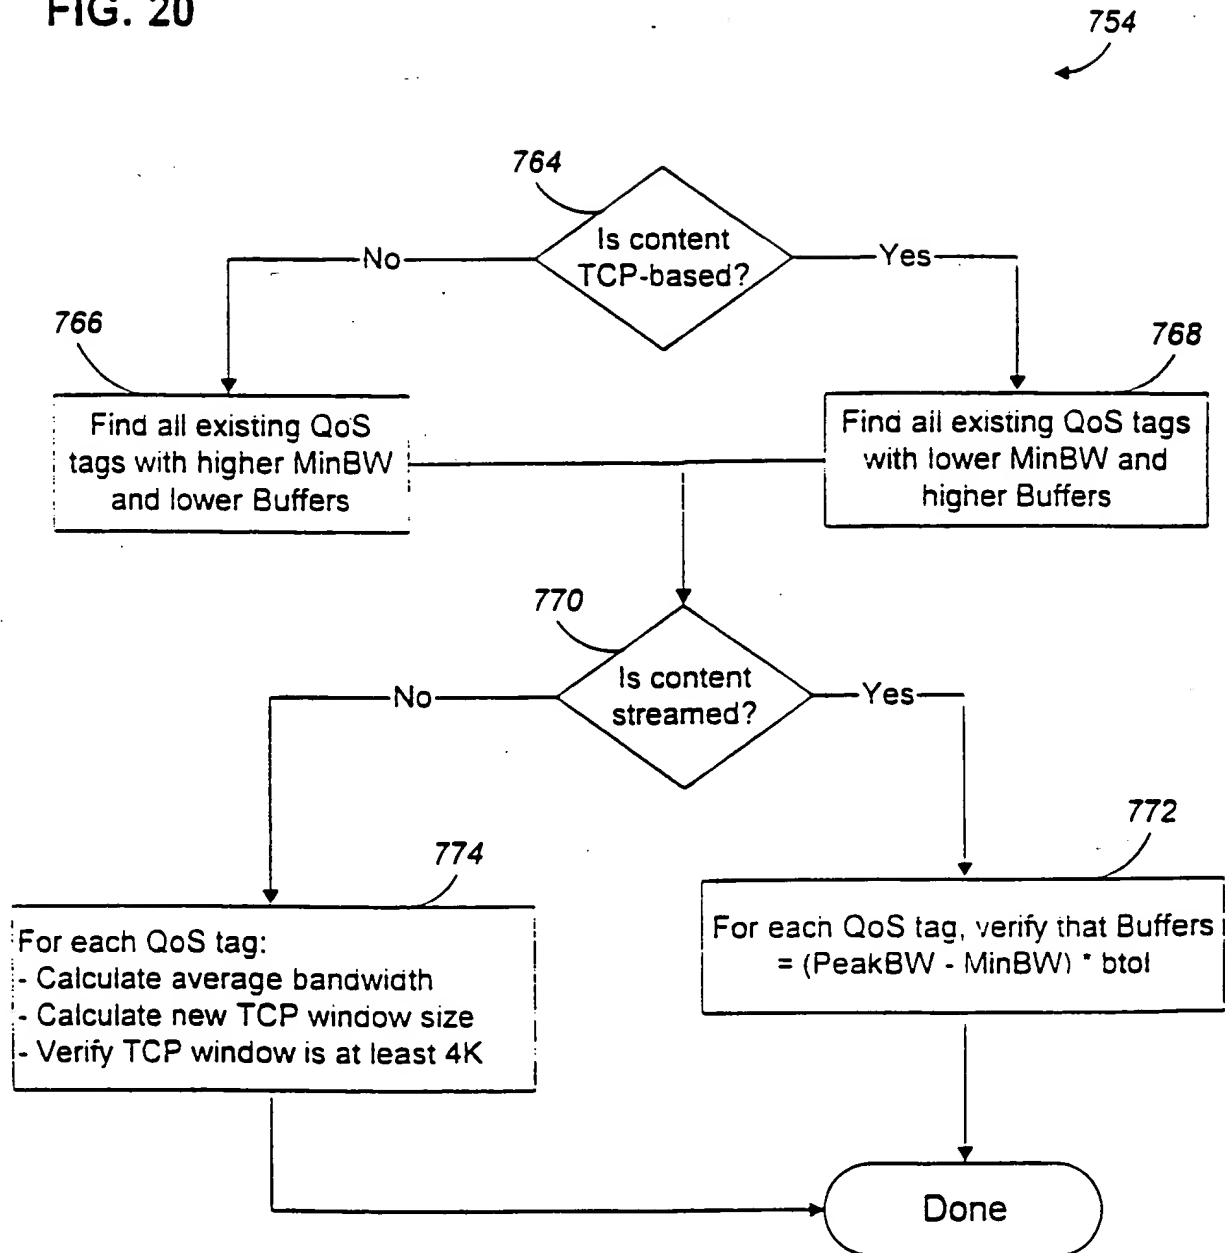 FIG. 20
754
764
Is content
TCP-based?
No
Yes
766
768
Find all existing QoS
tags with higher MinBW
and lower Buffers
Find all existing QoS tags
with lower MinBW and
higher Buffers
770
Is content
streamed?
No
Yes
772
774
For each QoS tag, verify that Buffers
= (PeakBW - MinBW) * btol
For each QoS tag:
- Calculate average bandwidth
- Calculate new TCP window size
- Verify TCP window is at least 4K
Done